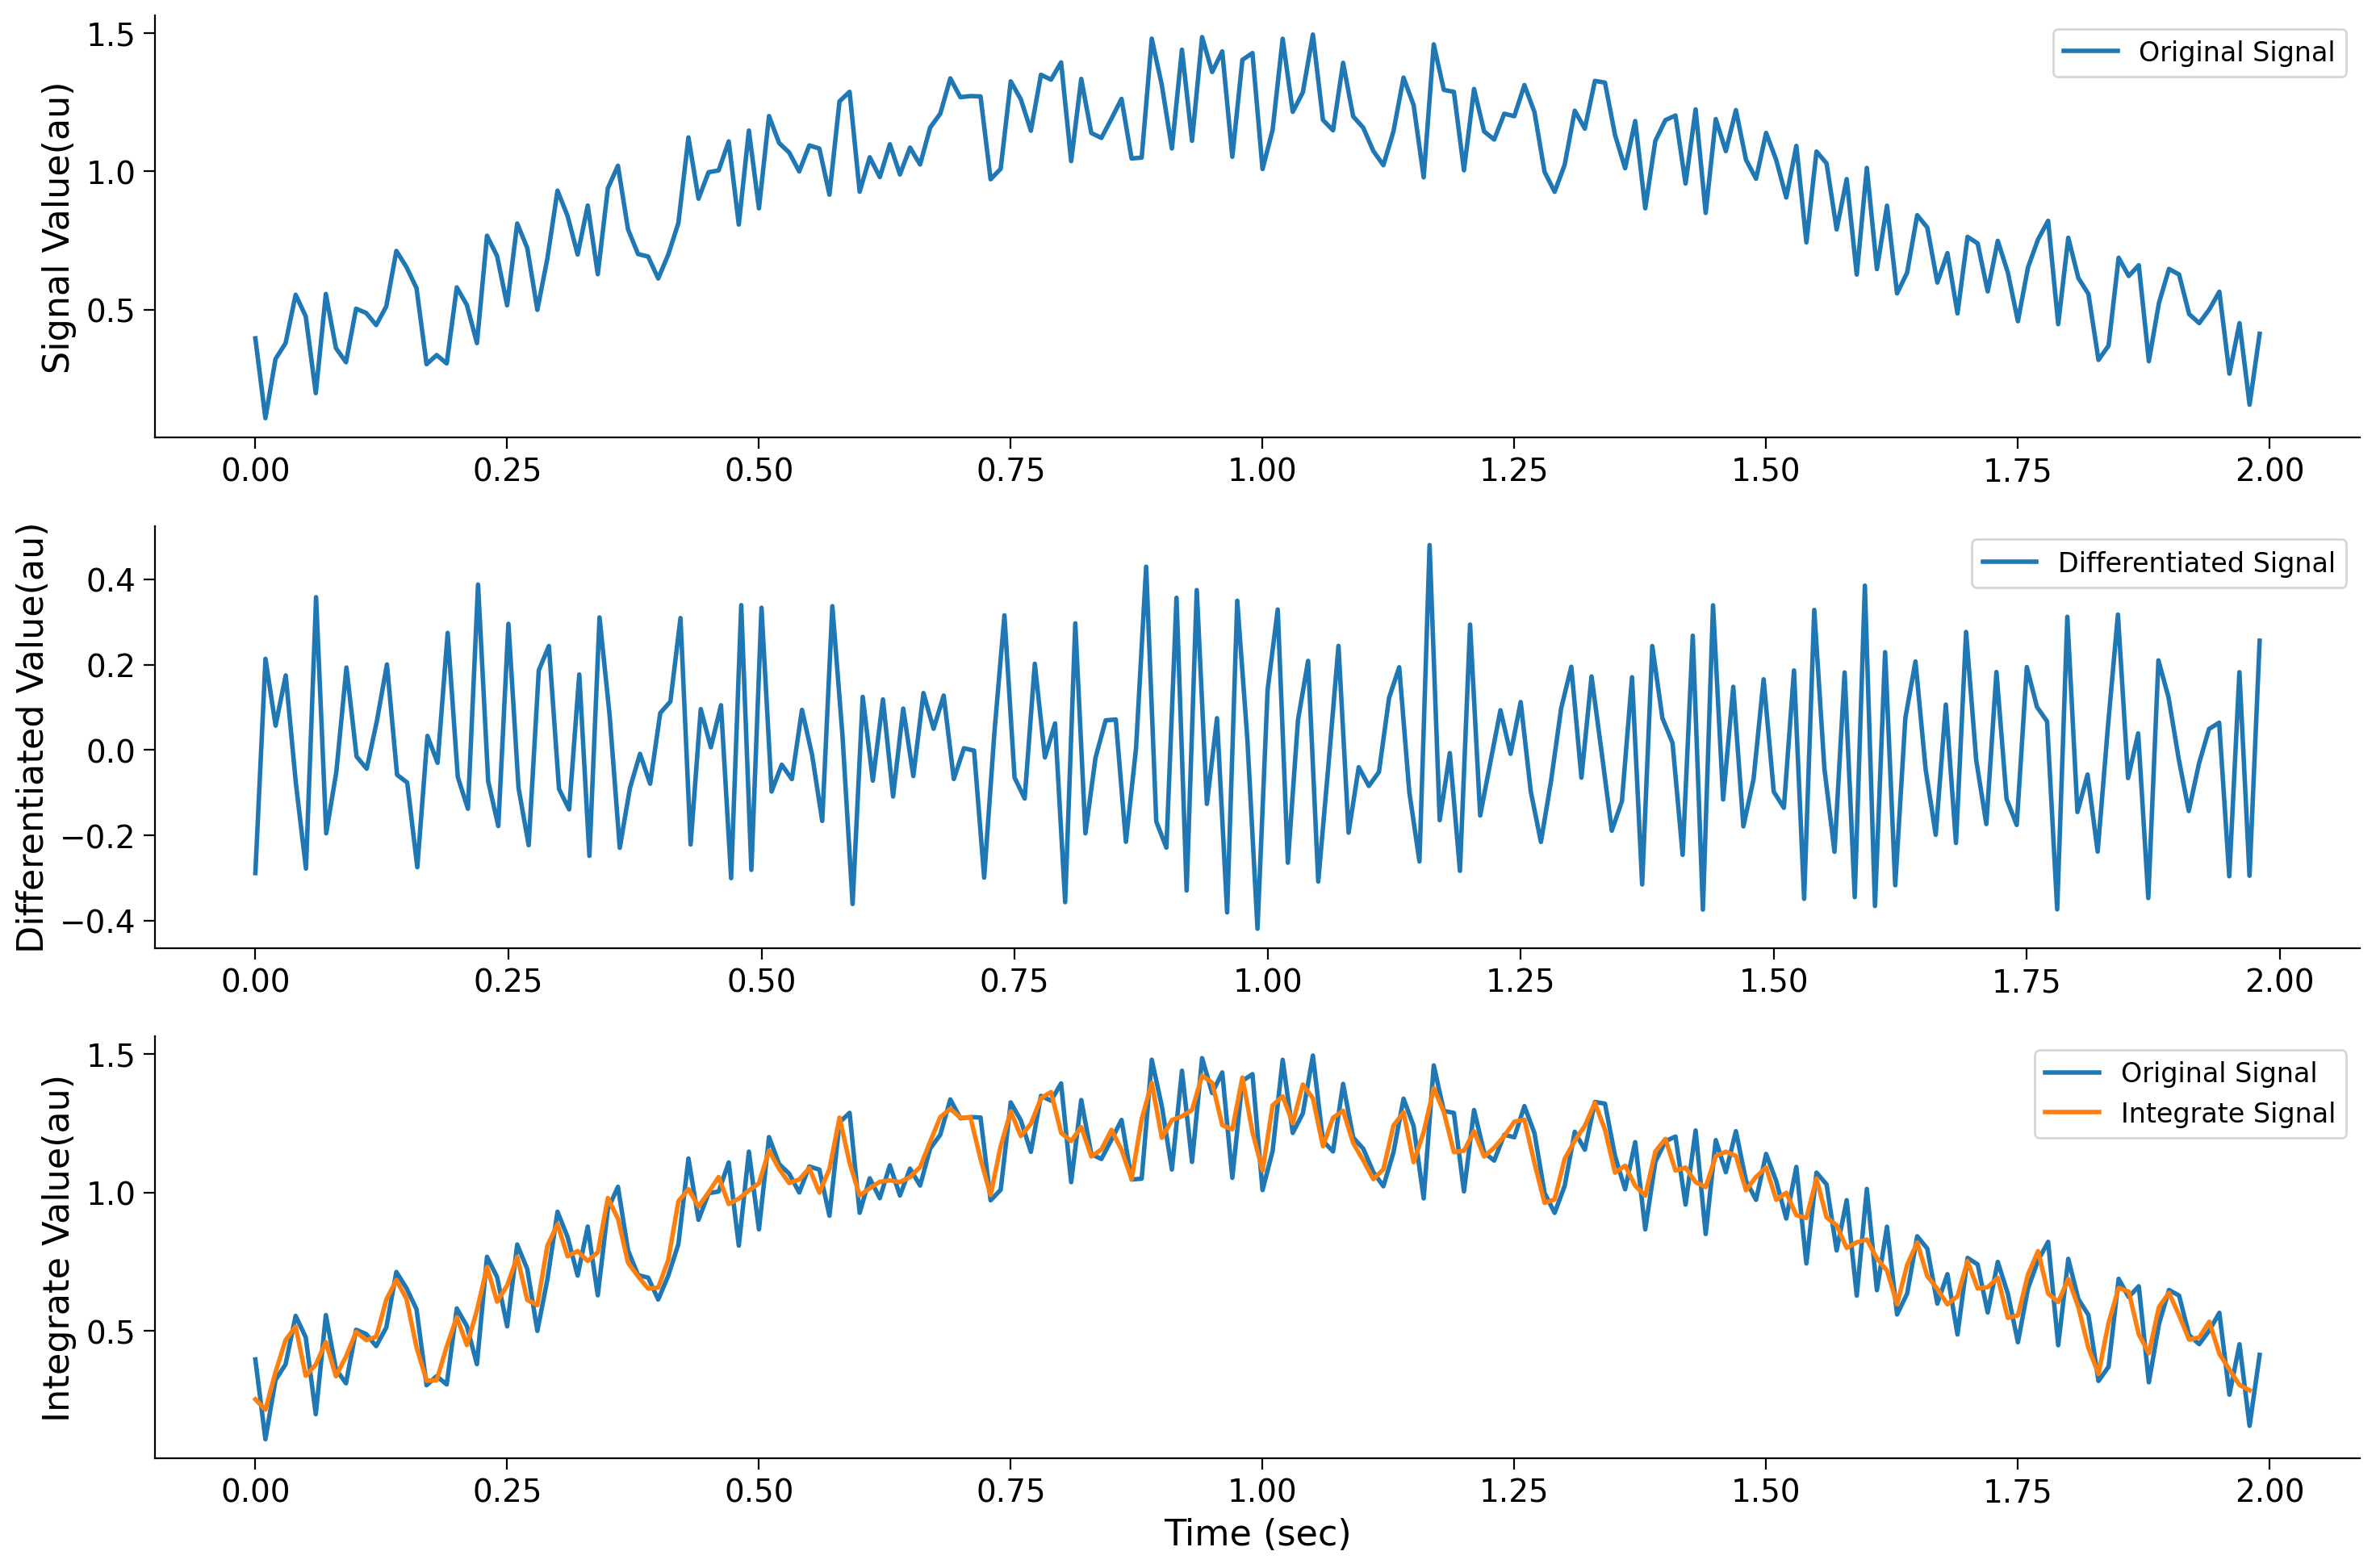 Signal Value(au)
1.5
1.0
0.5
Original Signal
0.00 0.25 0.50 0.75 1.00 1.25 1.50 1.75 2.00
Differentiated Value(au)
0.4
0.2
0.0
−0.2
−0.4
Differentiated Signal
0.00 0.25 0.50 0.75 1.00 1.25 1.50 1.75 2.00
Integrate Value(au)
1.5
1.0
0.5
Original Signal
Integrate Signal
0.00 0.25 0.50 0.75 1.00 1.25 1.50 1.75 2.00
Time (sec)